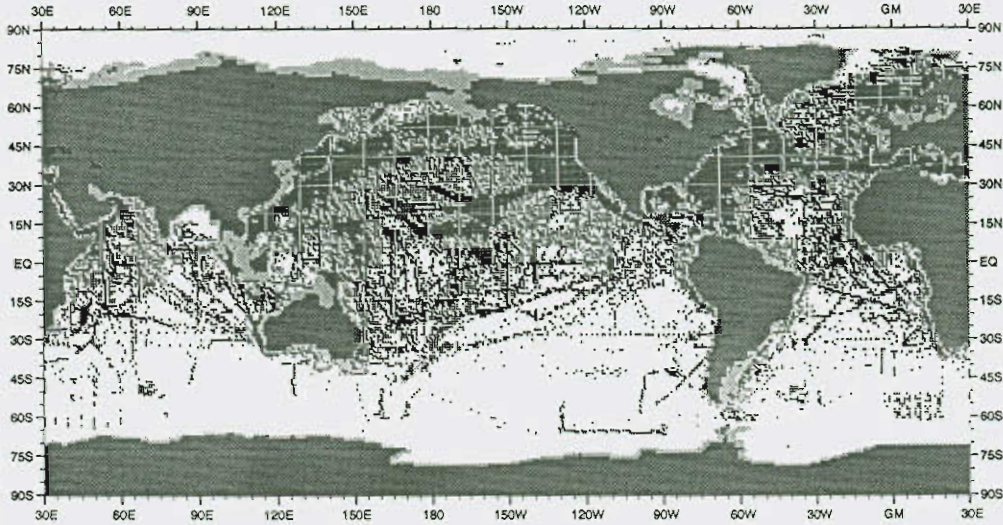 30E 60E 90E 120E 150E 180 150W 120W 90W 60W 30W GM 30E
90N 90N
75N 75N
60N 60N
45N 45N
30N 30N
15N 15N
EQ EQ
15S 15S
30S 30S
45S 45S
60S 60S
75S 75S
90S 90S
30E 60E 90E 120E 150E 180 150W 120W 90W 60W 30W GM 30E